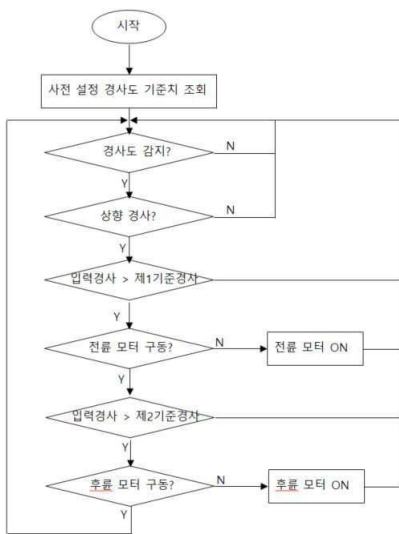 시작
사전 설정 경사도 기준치 조회
경사도 감지?
N
Y
상향 경사?
N
Y
입력경사 > 제1기준경사
Y
전륜 모터 구동?
N
전륜 모터 ON
Y
입력경사 > 제2기준경사
Y
후륜 모터 구동?
N
후륜 모터 ON
Y